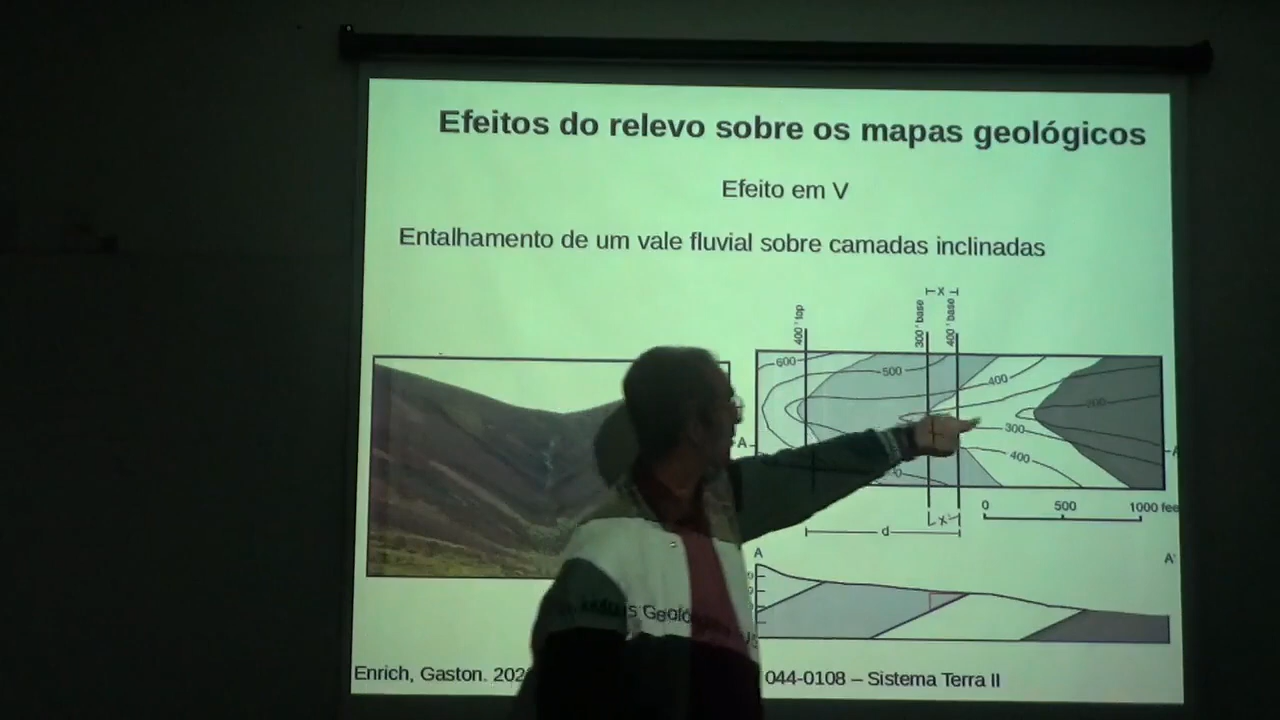 Efeitos do relevo sobre os mapas geológicos
Efeito em V
Entalhamento de um vale fluvial sobre camadas inclinadas
⊢x⊣
400' top
300' base
400' base
600
500
400
300
400
A
0 500 1000 fee
L x
d
A
A'
Geoló
Enrich, Gaston. 202
044-0108 – Sistema Terra II